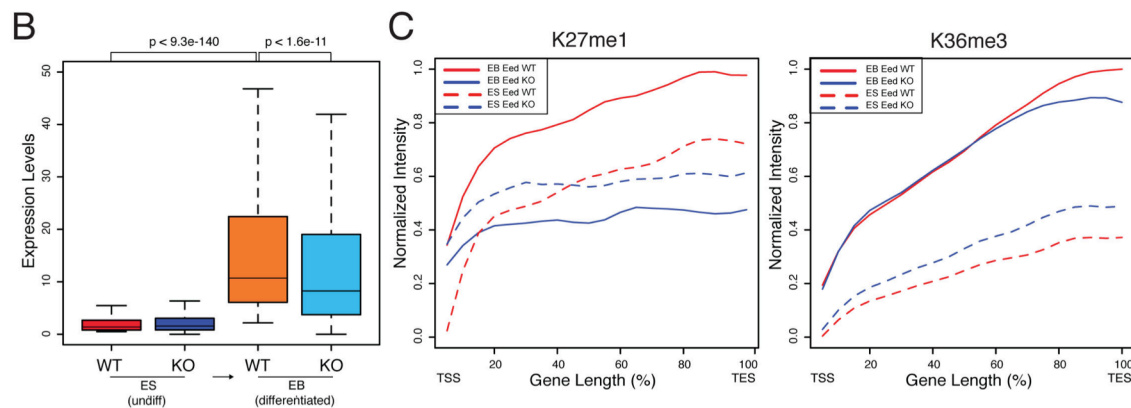 B
p < 9.3e-140
p < 1.6e-11
Expression Levels
50
40
30
20
10
0
WT
KO
WT
KO
ES
(undiff)
EB
(differentiated)
C
K27me1
EB Eed WT
EB Eed KO
ES Eed WT
ES Eed KO
Normalized Intensity
1.0
0.8
0.6
0.4
0.2
0.0
20
40
60
80
100
TSS
Gene Length (%)
TES
K36me3
EB Eed WT
EB Eed KO
ES Eed WT
ES Eed KO
Normalized Intensity
1.0
0.8
0.6
0.4
0.2
0.0
20
40
60
80
100
TSS
Gene Length (%)
TES